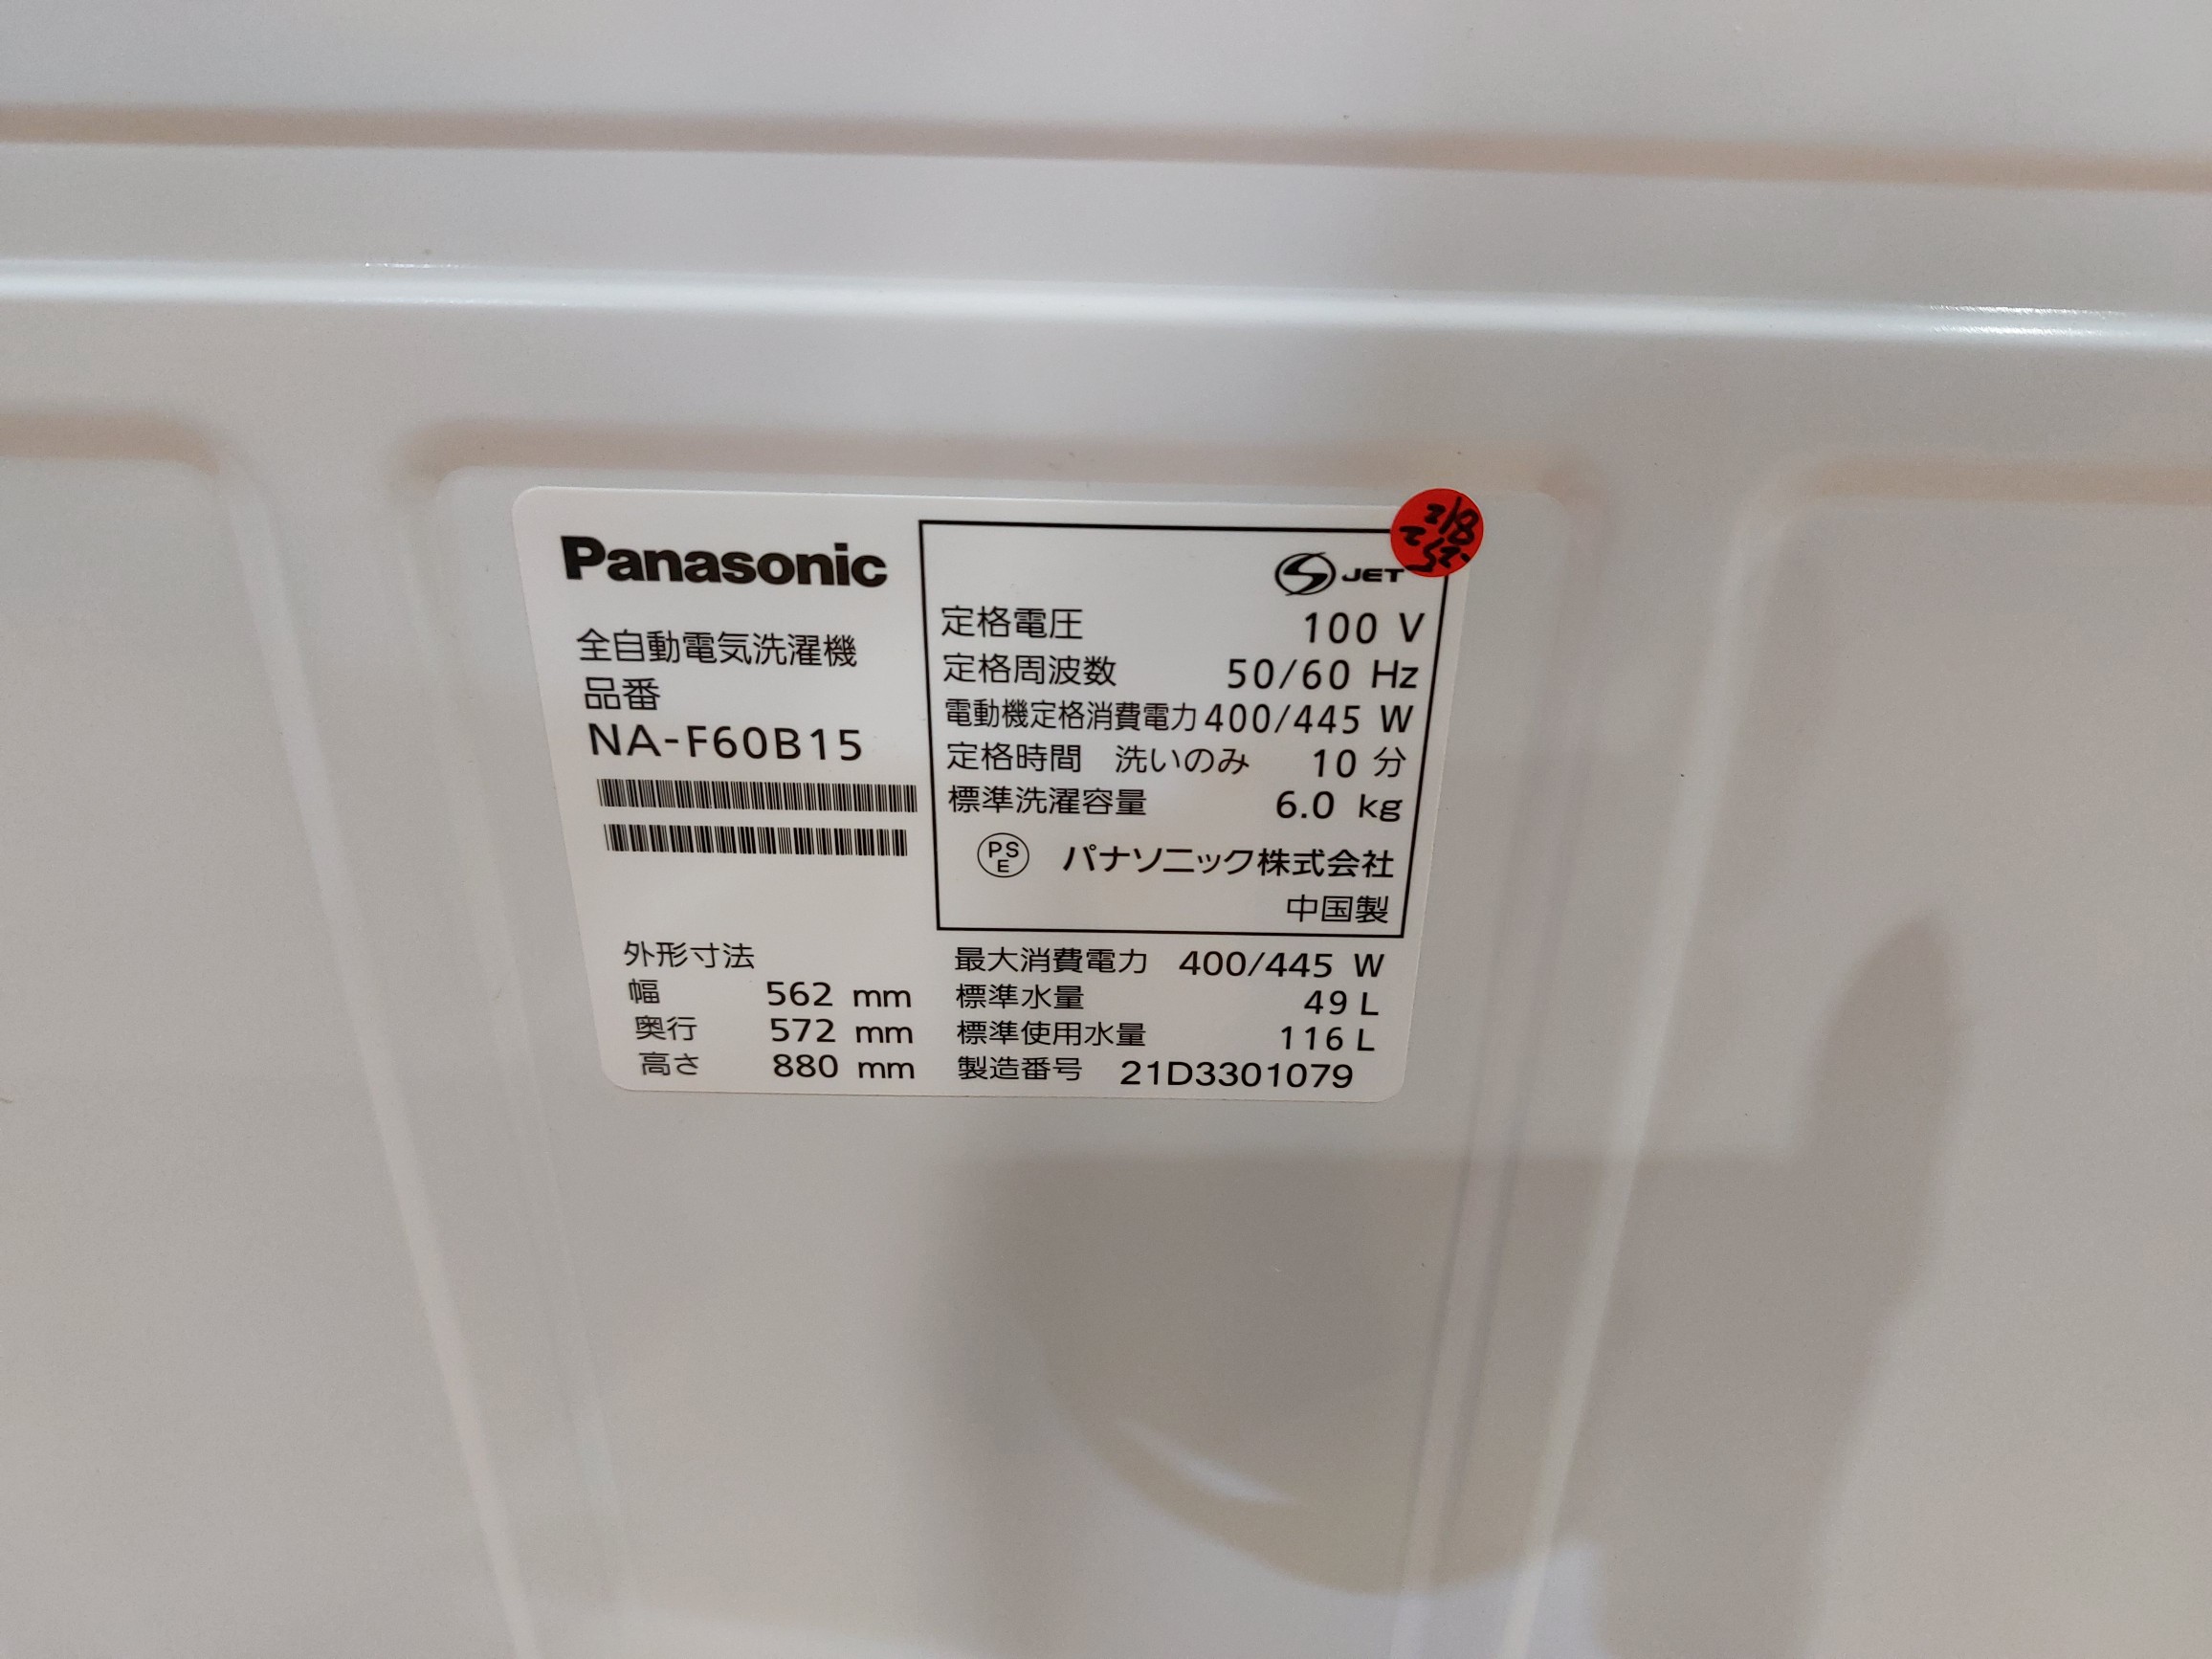 Panasonic
全自動電気洗濯機
品番
NA-F60B15
S JET
定格電圧 100 V
定格周波数 50/60 Hz
電動機定格消費電力 400/445 W
定格時間 洗いのみ 10 分
標準洗濯容量 6.0 kg
PSE パナソニック株式会社
中国製
外形寸法
幅 562 mm
奥行 572 mm
高さ 880 mm
最大消費電力 400/445 W
標準水量 49 L
標準使用水量 116 L
製造番号 21D3301079